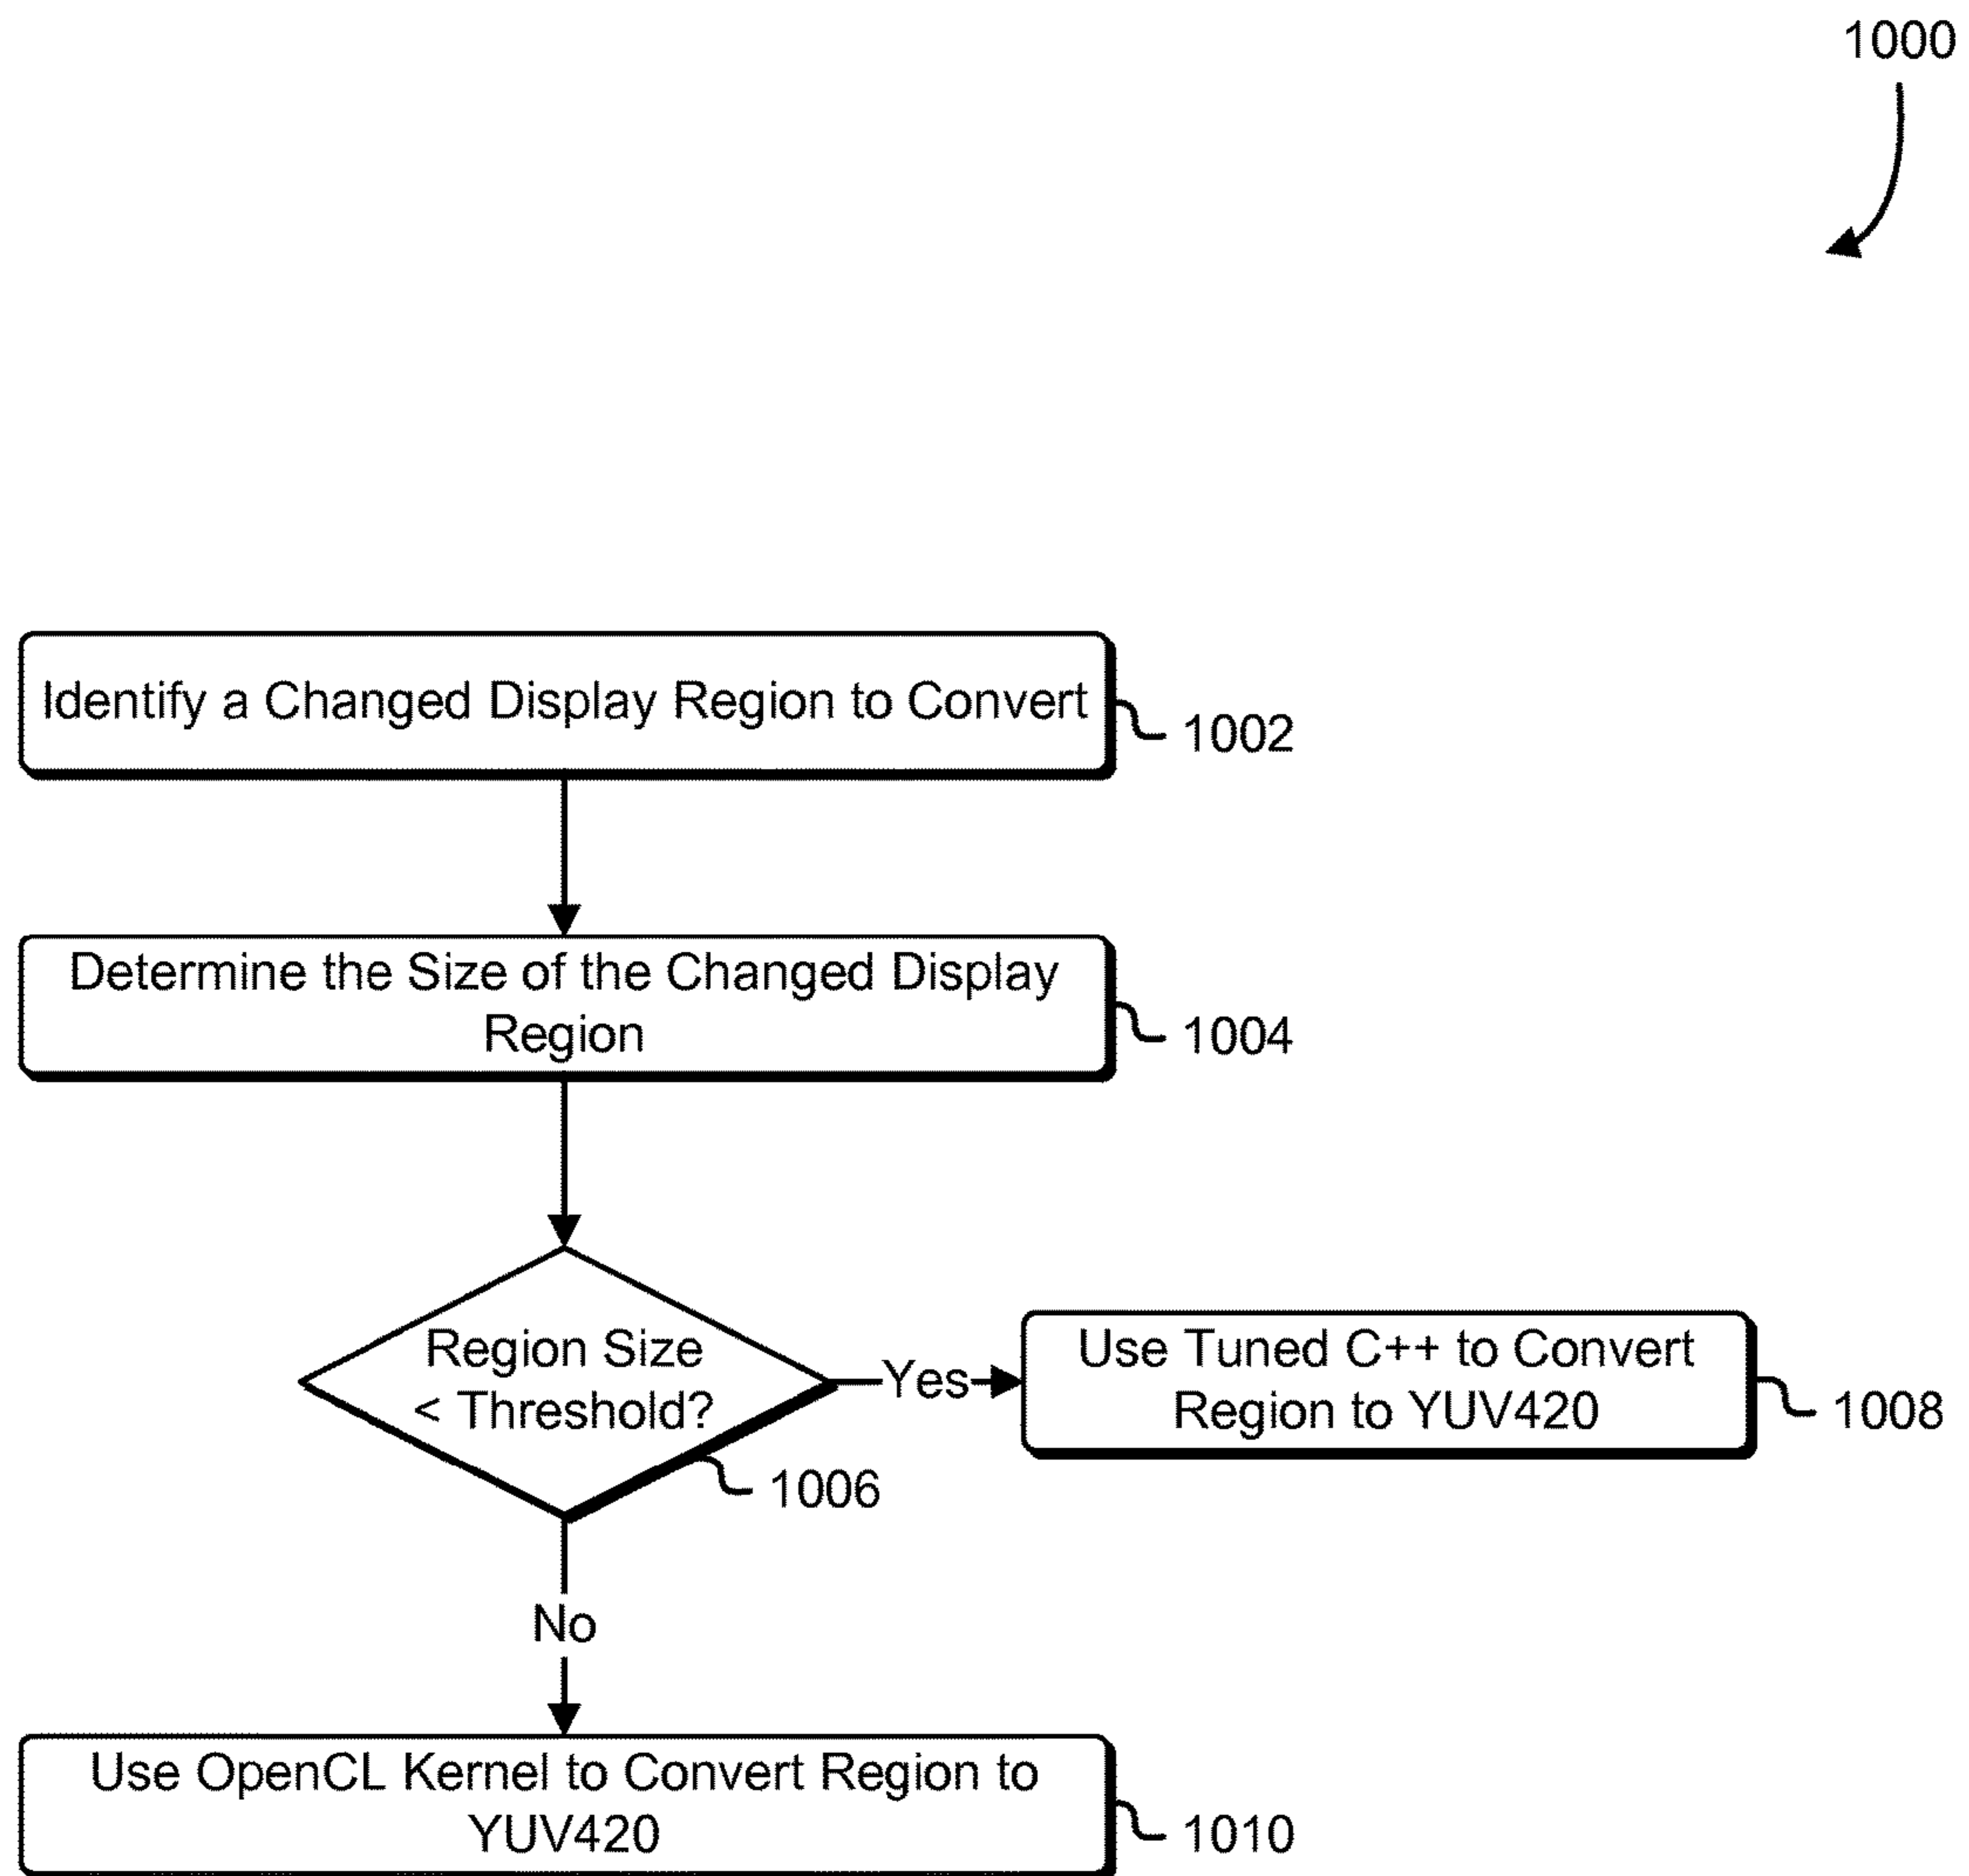 1000
Identify a Changed Display Region to Convert
1002
Determine the Size of the Changed Display
Region
1004
Region Size
< Threshold?
1006
Yes
Use Tuned C++ to Convert
Region to YUV420
1008
No
Use OpenCL Kernel to Convert Region to
YUV420
1010